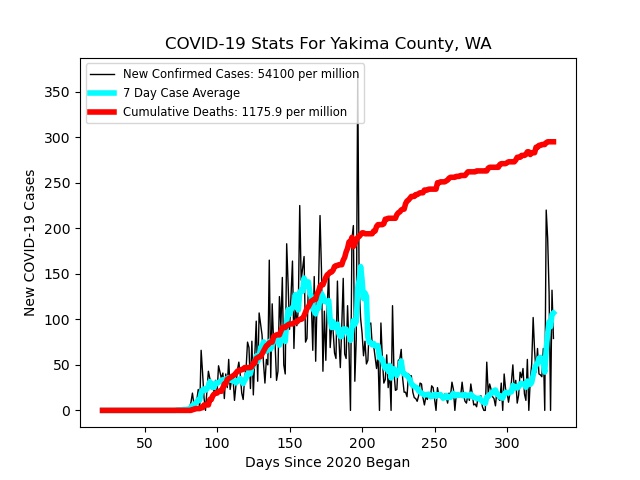 COVID-19 Stats For Yakima County, WA
New Confirmed Cases: 54100 per million
7 Day Case Average
Cumulative Deaths: 1175.9 per million
New COVID-19 Cases
350
300
250
200
150
100
50
0
50 100 150 200 250 300
Days Since 2020 Began